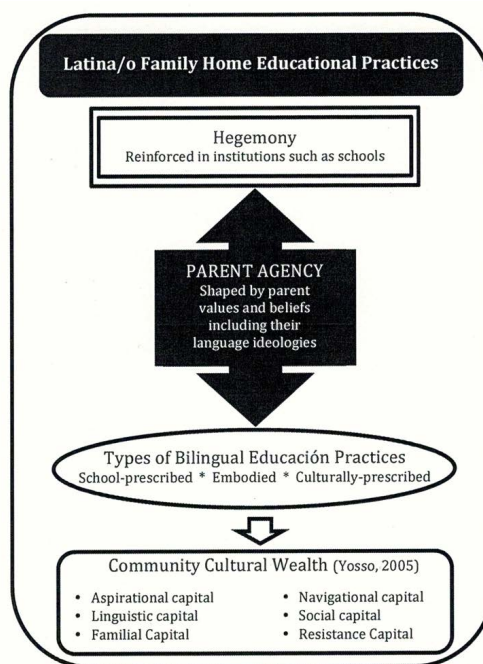 Latina/o Family Home Educational Practices
Hegemony
Reinforced in institutions such as schools
PARENT AGENCY
Shaped by parent
values and beliefs
including their
language ideologies
Types of Bilingual Educación Practices
School-prescribed * Embodied * Culturally-prescribed
Community Cultural Wealth (Yosso, 2005)
• Aspirational capital
• Linguistic capital
• Familial Capital
• Navigational capital
• Social capital
• Resistance Capital